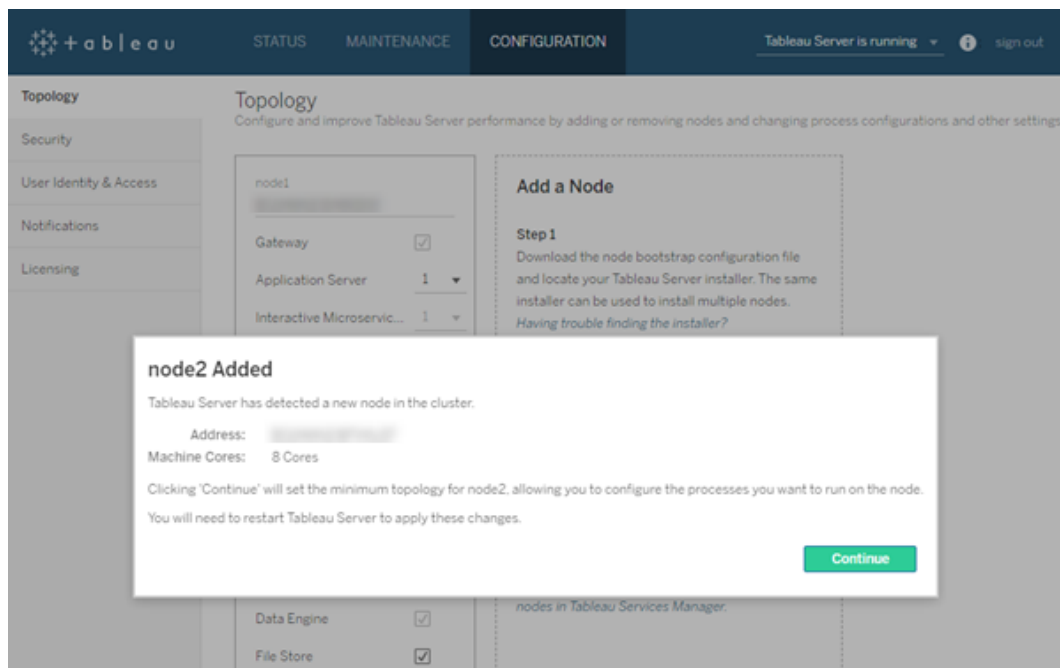 + a b | e a u
STATUS
MAINTENANCE
CONFIGURATION
Tableau Server is running
sign out
Topology
Security
User Identity & Access
Notifications
Licensing
Topology
Configure and improve Tableau Server performance by adding or removing nodes and changing process configurations and other settings
node1
Gateway
Application Server 1
Interactive Microservic... 1
Data Engine
File Store
Add a Node
Step 1
Download the node bootstrap configuration file
and locate your Tableau Server installer. The same
installer can be used to install multiple nodes.
Having trouble finding the installer?
nodes in Tableau Services Manager.
node2 Added
Tableau Server has detected a new node in the cluster.
Address:
Machine Cores: 8 Cores
Clicking 'Continue' will set the minimum topology for node2, allowing you to configure the processes you want to run on the node.
You will need to restart Tableau Server to apply these changes.
Continue